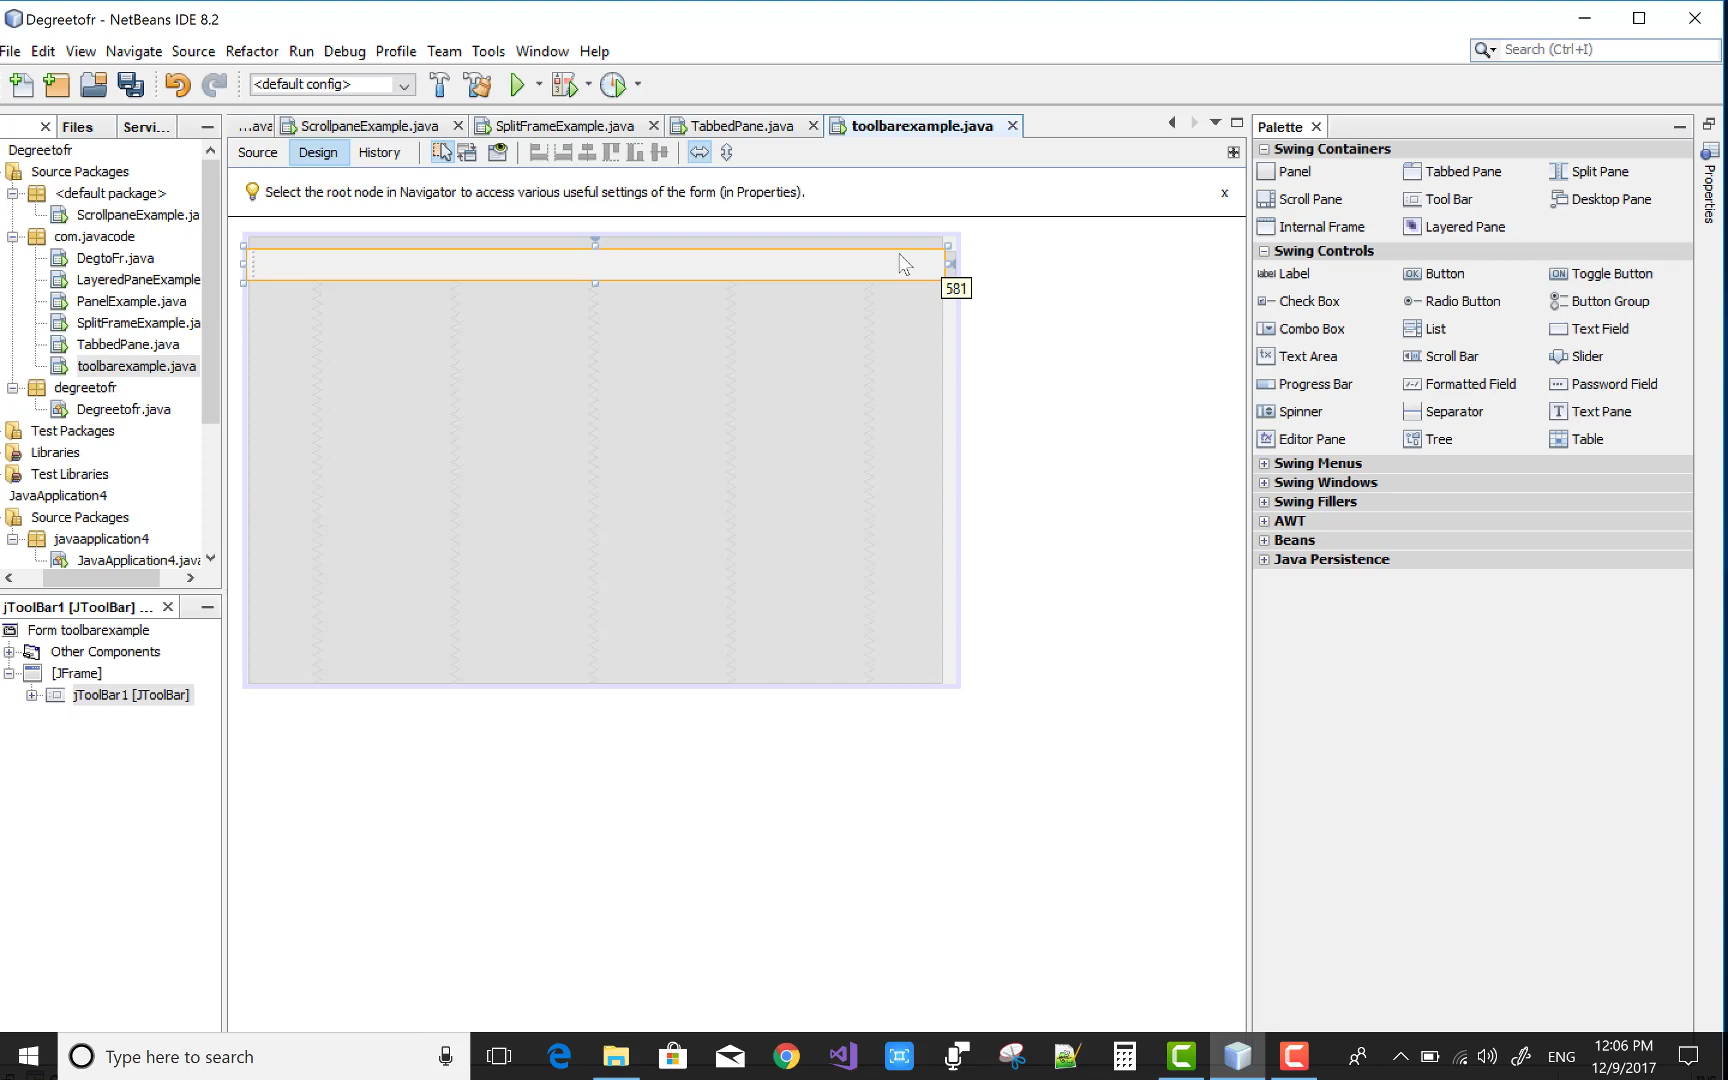 Degreetofr - NetBeans IDE 8.2
File Edit View Navigate Source Refactor Run Debug Profile Team Tools Window Help
Search (Ctrl+I)
<default config>
Files Servi...
...ava ScrollpaneExample.java SplitFrameExample.java TabbedPane.java toolbarexample.java
Palette
Source Design History
Select the root node in Navigator to access various useful settings of the form (in Properties).
x
Degreetofr
Source Packages
<default package>
ScrollpaneExample.ja
com.javacode
DegtoFr.java
LayeredPaneExample
PanelExample.java
SplitFrameExample.ja
TabbedPane.java
toolbarexample.java
degreetofr
Degreetofr.java
Test Packages
Libraries
Test Libraries
JavaApplication4
Source Packages
javaapplication4
JavaApplication4.java
jToolBar1 [JToolBar] ...
Form toolbarexample
Other Components
[JFrame]
jToolBar1 [JToolBar]
581
Swing Containers
Panel Tabbed Pane Split Pane
Scroll Pane Tool Bar Desktop Pane
Internal Frame Layered Pane
Swing Controls
label Label OK Button ON Toggle Button
Check Box Radio Button Button Group
Combo Box List Text Field
Text Area Scroll Bar Slider
Progress Bar Formatted Field Password Field
Spinner Separator T Text Pane
Editor Pane Tree Table
Swing Menus
Swing Windows
Swing Fillers
AWT
Beans
Java Persistence
Properties
Type here to search
ENG
12:06 PM
12/9/2017